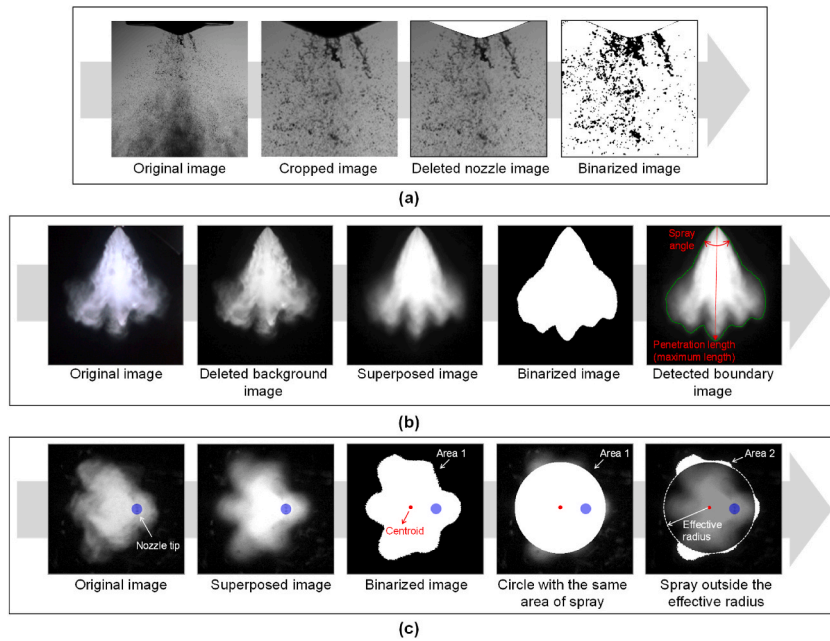 Original image
Cropped image
Deleted nozzle image
Binarized image
(a)
Spray
angle
Penetration length
(maximum length)
Original image
Deleted background
image
Superposed image
Binarized image
Detected boundary
image
(b)
Nozzle tip
Area 1
Centroid
Area 1
Area 2
Effective
radius
Original image
Superposed image
Binarized image
Circle with the same
area of spray
Spray outside the
effective radius
(c)